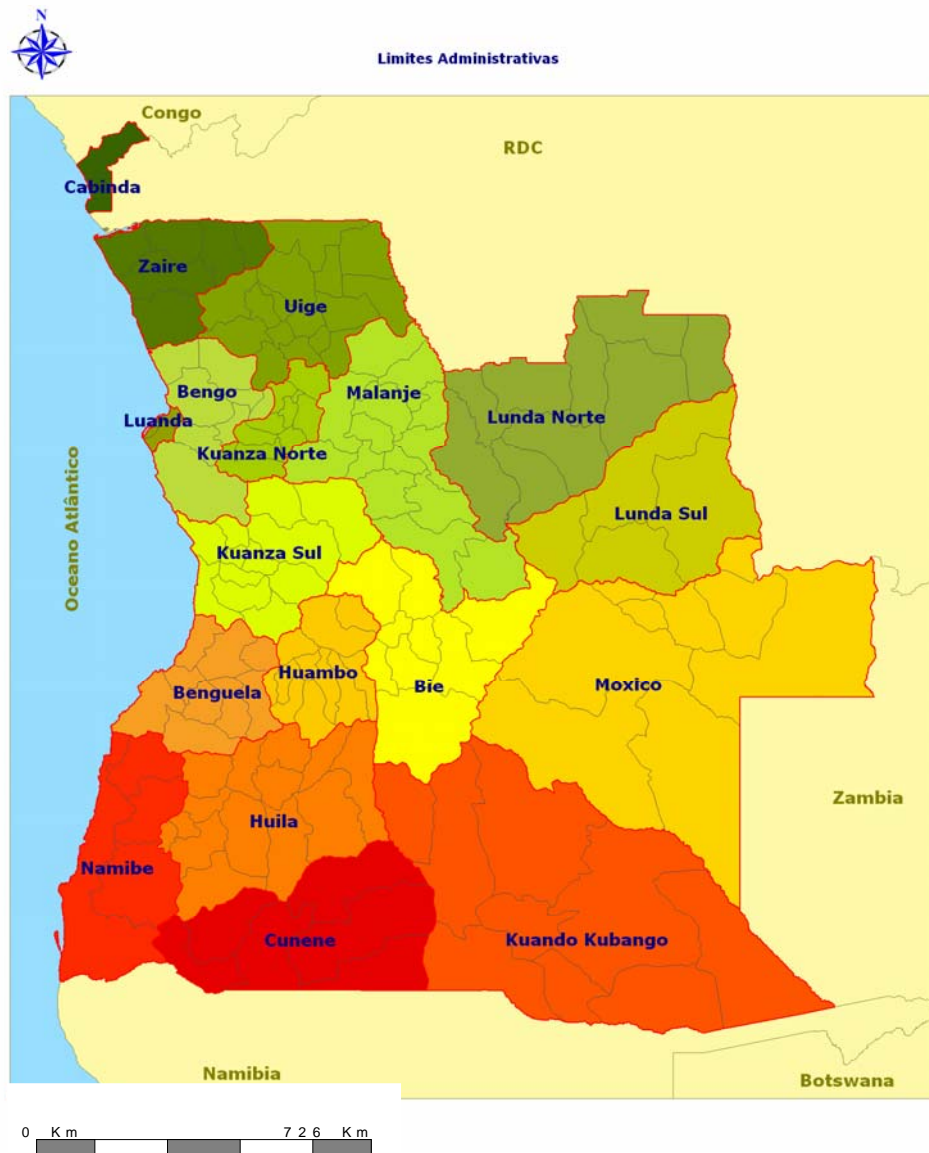 N
Limites Administrativas
Congo
RDC
Cabinda
Zaire
Uige
Bengo
Malanje
Luanda
Lunda Norte
Kuanza Norte
Oceano Atlântico
Lunda Sul
Kuanza Sul
Huambo
Benguela
Bie
Moxico
Zambia
Huila
Namibe
Cunene
Kuando Kubango
Namibia
Botswana
0 Km 726 Km